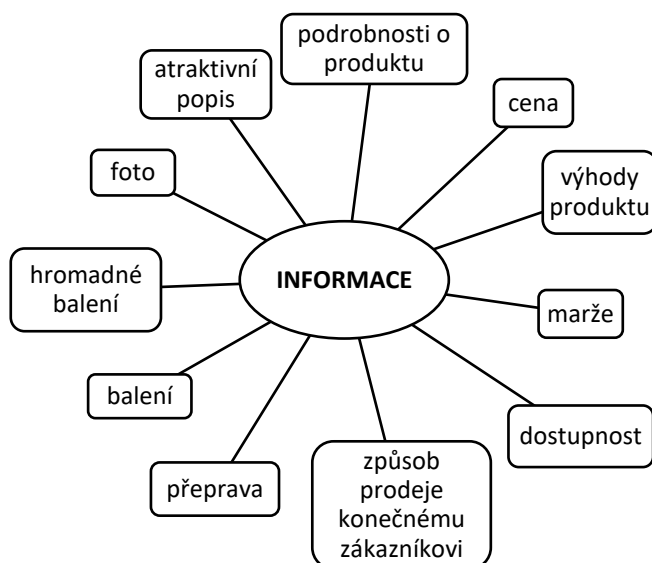 podrobnosti o
produktu
atraktivní
popis
cena
foto
výhody
produktu
INFORMACE
hromadné
balení
marže
balení
dostupnost
přeprava
způsob
prodeje
konečnému
zákazníkovi